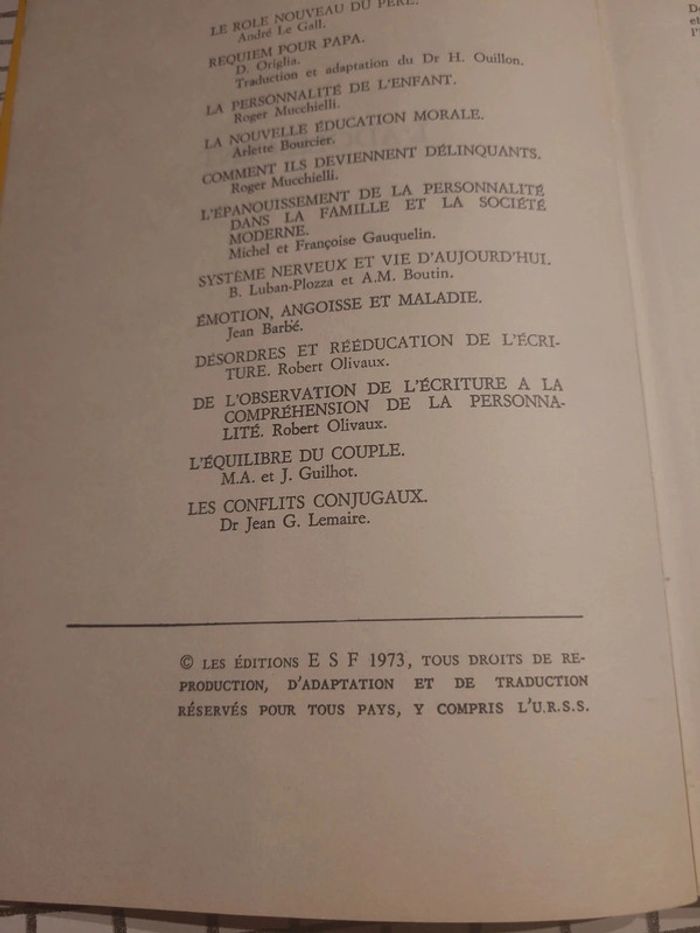 LE ROLE NOUVEAU DU PÈRE.
André Le Gall.
REQUIEM POUR PAPA.
D. Origlia.
Traduction et adaptation du Dr H. Ouillon.
LA PERSONNALITÉ DE L'ENFANT.
Roger Mucchielli.
LA NOUVELLE ÉDUCATION MORALE.
Arlette Bourcier.
COMMENT ILS DEVIENNENT DÉLINQUANTS.
Roger Mucchielli.
L'ÉPANOUISSEMENT DE LA PERSONNALITÉ
DANS LA FAMILLE ET LA SOCIÉTÉ
MODERNE.
Michel et Françoise Gauquelin.
SYSTÈME NERVEUX ET VIE D'AUJOURD'HUI.
B. Luban-Plozza et A.M. Boutin.
ÉMOTION, ANGOISSE ET MALADIE.
Jean Barbé.
DÉSORDRES ET RÉÉDUCATION DE L'ÉCRI-
TURE. Robert Olivaux.
DE L'OBSERVATION DE L'ÉCRITURE A LA
COMPRÉHENSION DE LA PERSONNA-
LITÉ. Robert Olivaux.
L'ÉQUILIBRE DU COUPLE.
M.A. et J. Guilhot.
LES CONFLITS CONJUGAUX.
Dr Jean G. Lemaire.
© LES ÉDITIONS E S F 1973, TOUS DROITS DE RE-
PRODUCTION, D'ADAPTATION ET DE TRADUCTION
RÉSERVÉS POUR TOUS PAYS, Y COMPRIS L'U.R.S.S.